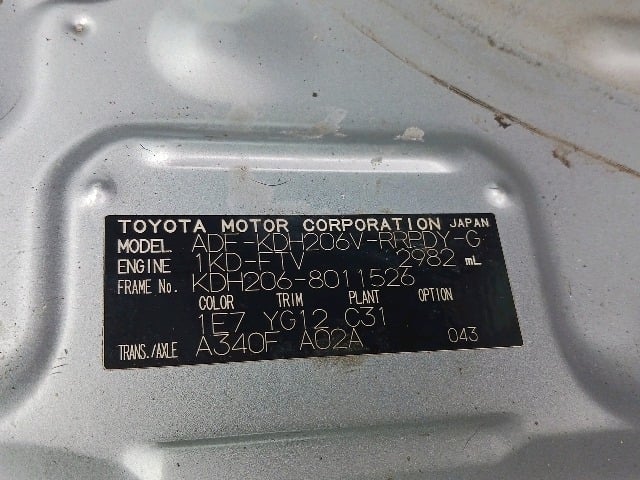 TOYOTA MOTOR CORPORATION JAPAN
MODEL ADF-KDH206V-RRPDY-G
ENGINE 1KD-FTV 2982 mL
FRAME No. KDH206-8011526
COLOR TRIM PLANT OPTION
1E7 YG12 C31
TRANS./AXLE A340F A02A 043